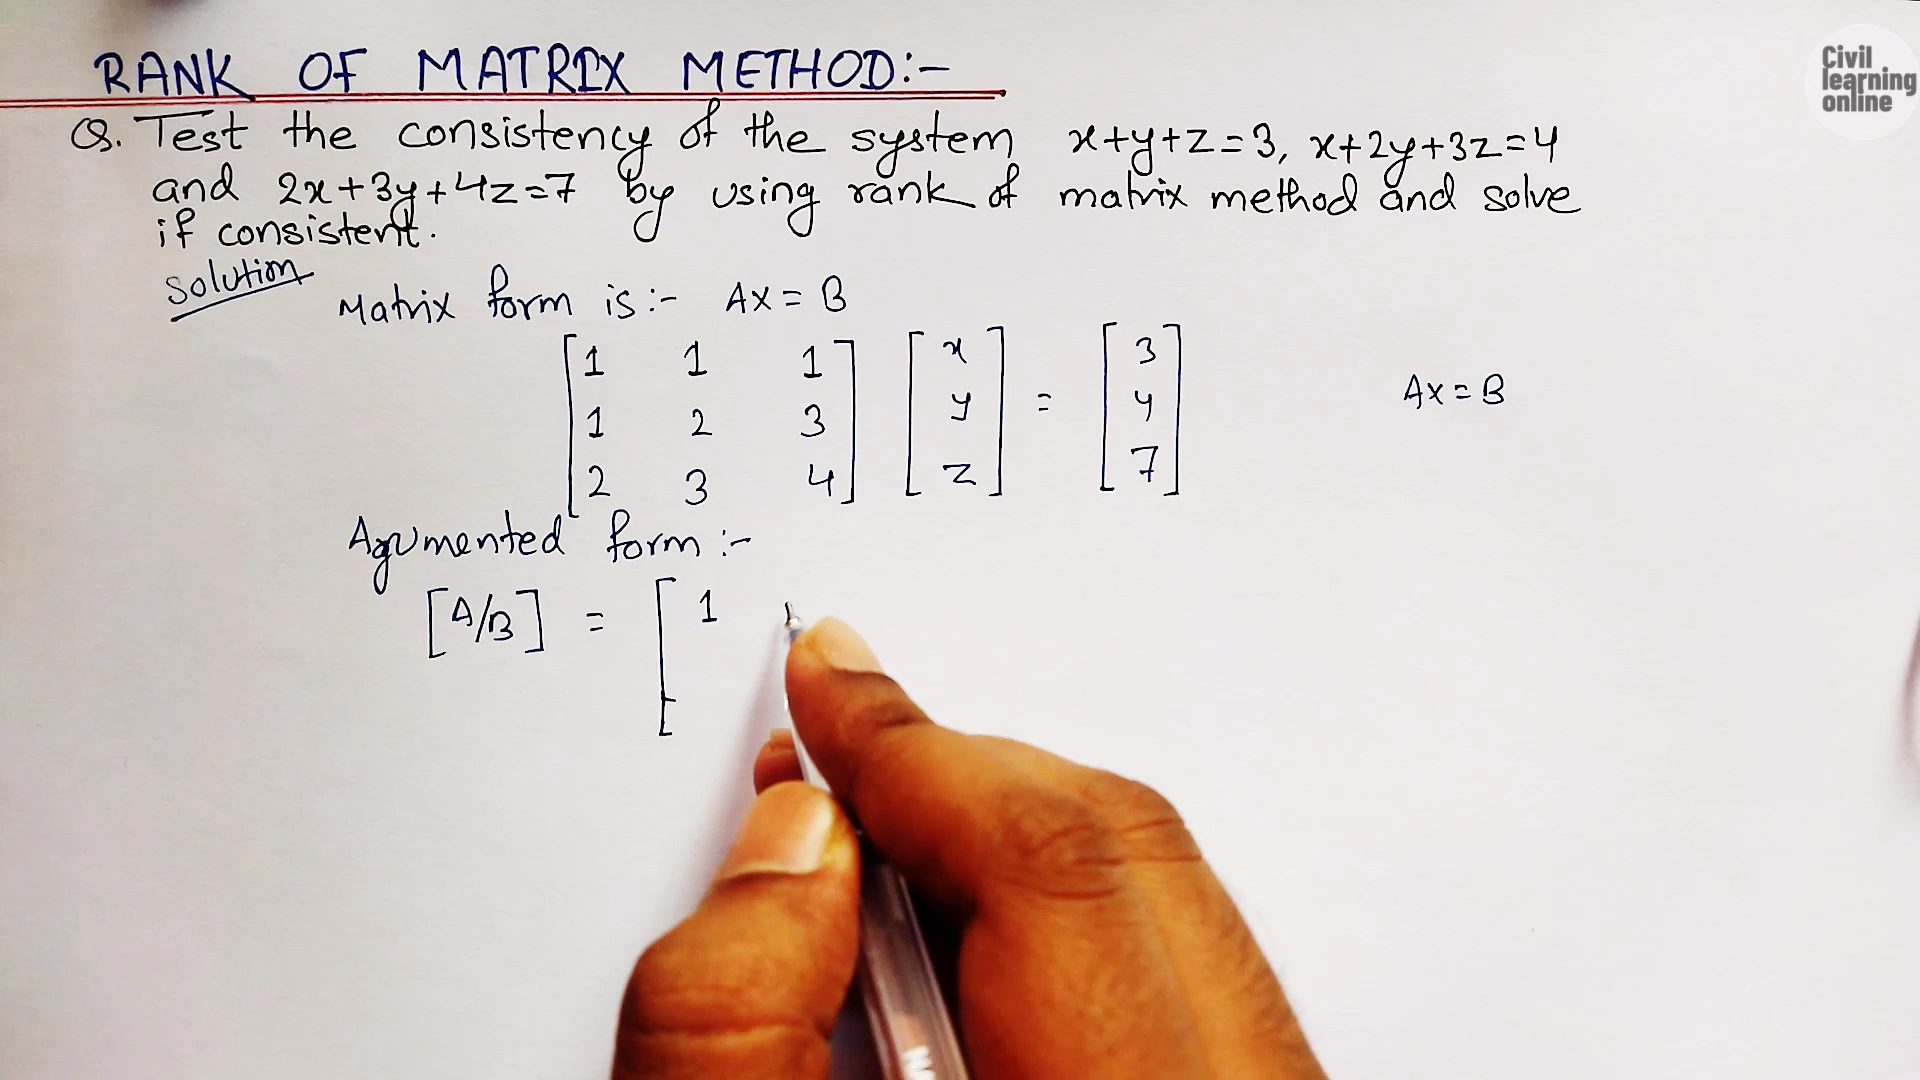 RANK OF MATRIX METHOD:-
Civil
learning
online
Q. Test the consistency of the system x+y+z=3, x+2y+3z=4
and 2x+3y+4z=7 by using rank of matrix method and solve
if consistent.
solution
Matrix form is:- AX = B
[1 1 1] [x] = [3]
[1 2 3] [y] [4]
[2 3 4] [z] [7]
AX = B
Agumented form :-
[A/B] = [ 1